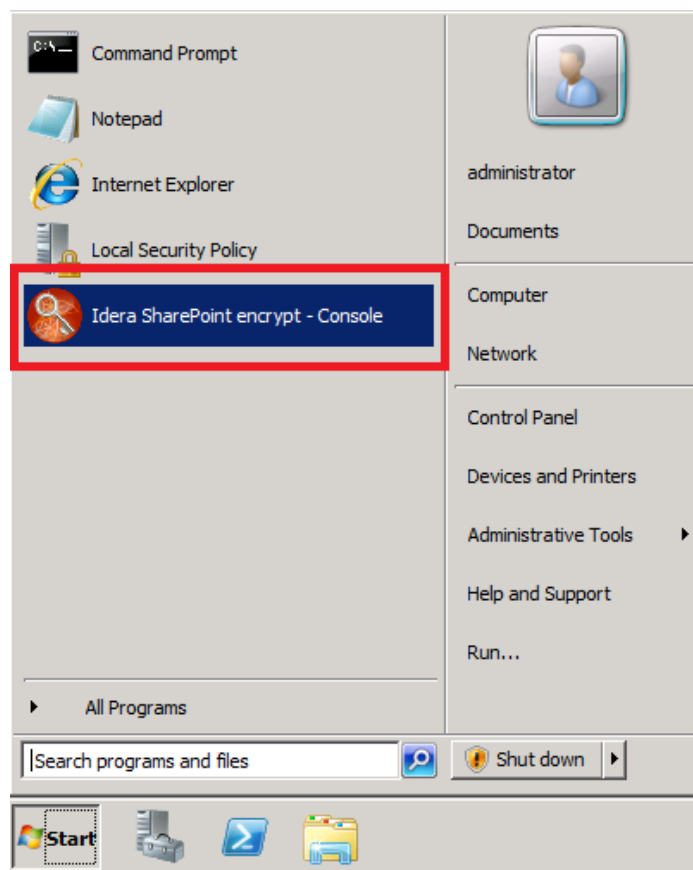 C:\
Command Prompt
Notepad
Internet Explorer
Local Security Policy
Idera SharePoint encrypt - Console
All Programs
Search programs and files
administrator
Documents
Computer
Network
Control Panel
Devices and Printers
Administrative Tools
Help and Support
Run...
Shut down
Start